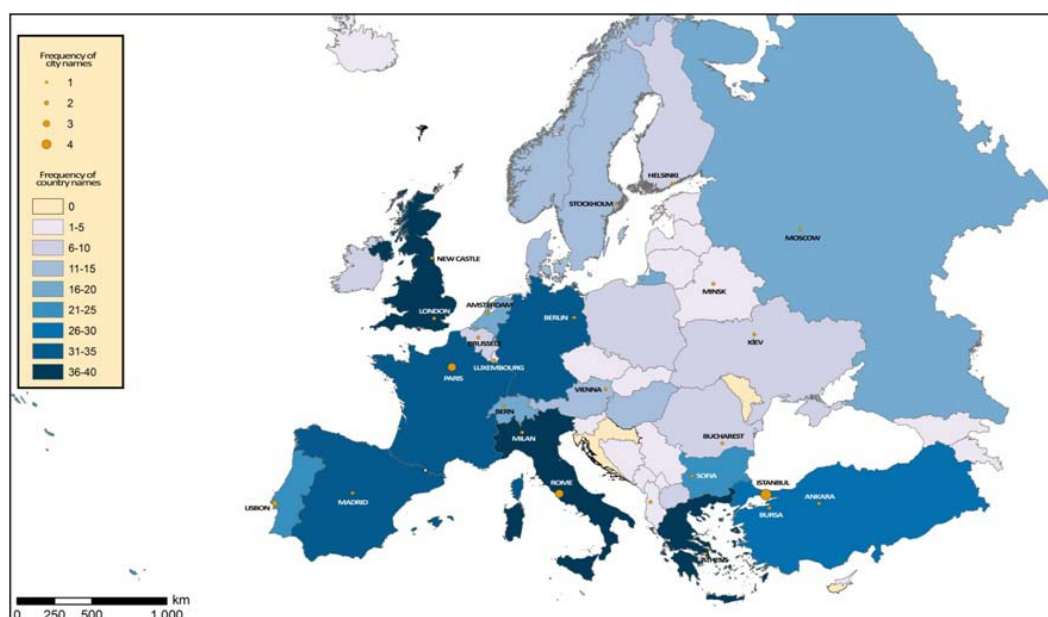 Frequency of
city names
1
2
3
4
Frequency of
country names
0
1-5
6-10
11-15
16-20
21-25
26-30
31-35
36-40
HELSINKI
STOCKHOLM
MOSCOW
NEW CASTLE
MINSK
AMSTERDAM
LONDON
BERLIN
BRUSSELS
KIEV
LUXEMBOURG
PARIS
VIENNA
BERN
MILAN
BUCHAREST
SOFIA
ROME
ISTANBUL
MADRID
ANKARA
LISBON
BURSA
ATHENS
km
0 250 500 1.000